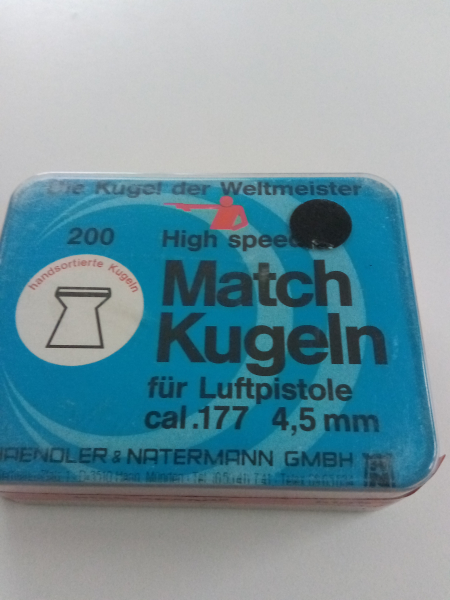 Die Kugel der Weltmeister
200
High speed
handsortierte Kugeln
Match
Kugeln
für Luftpistole
cal .177 4,5 mm
HAENDLER & NATERMANN GMBH